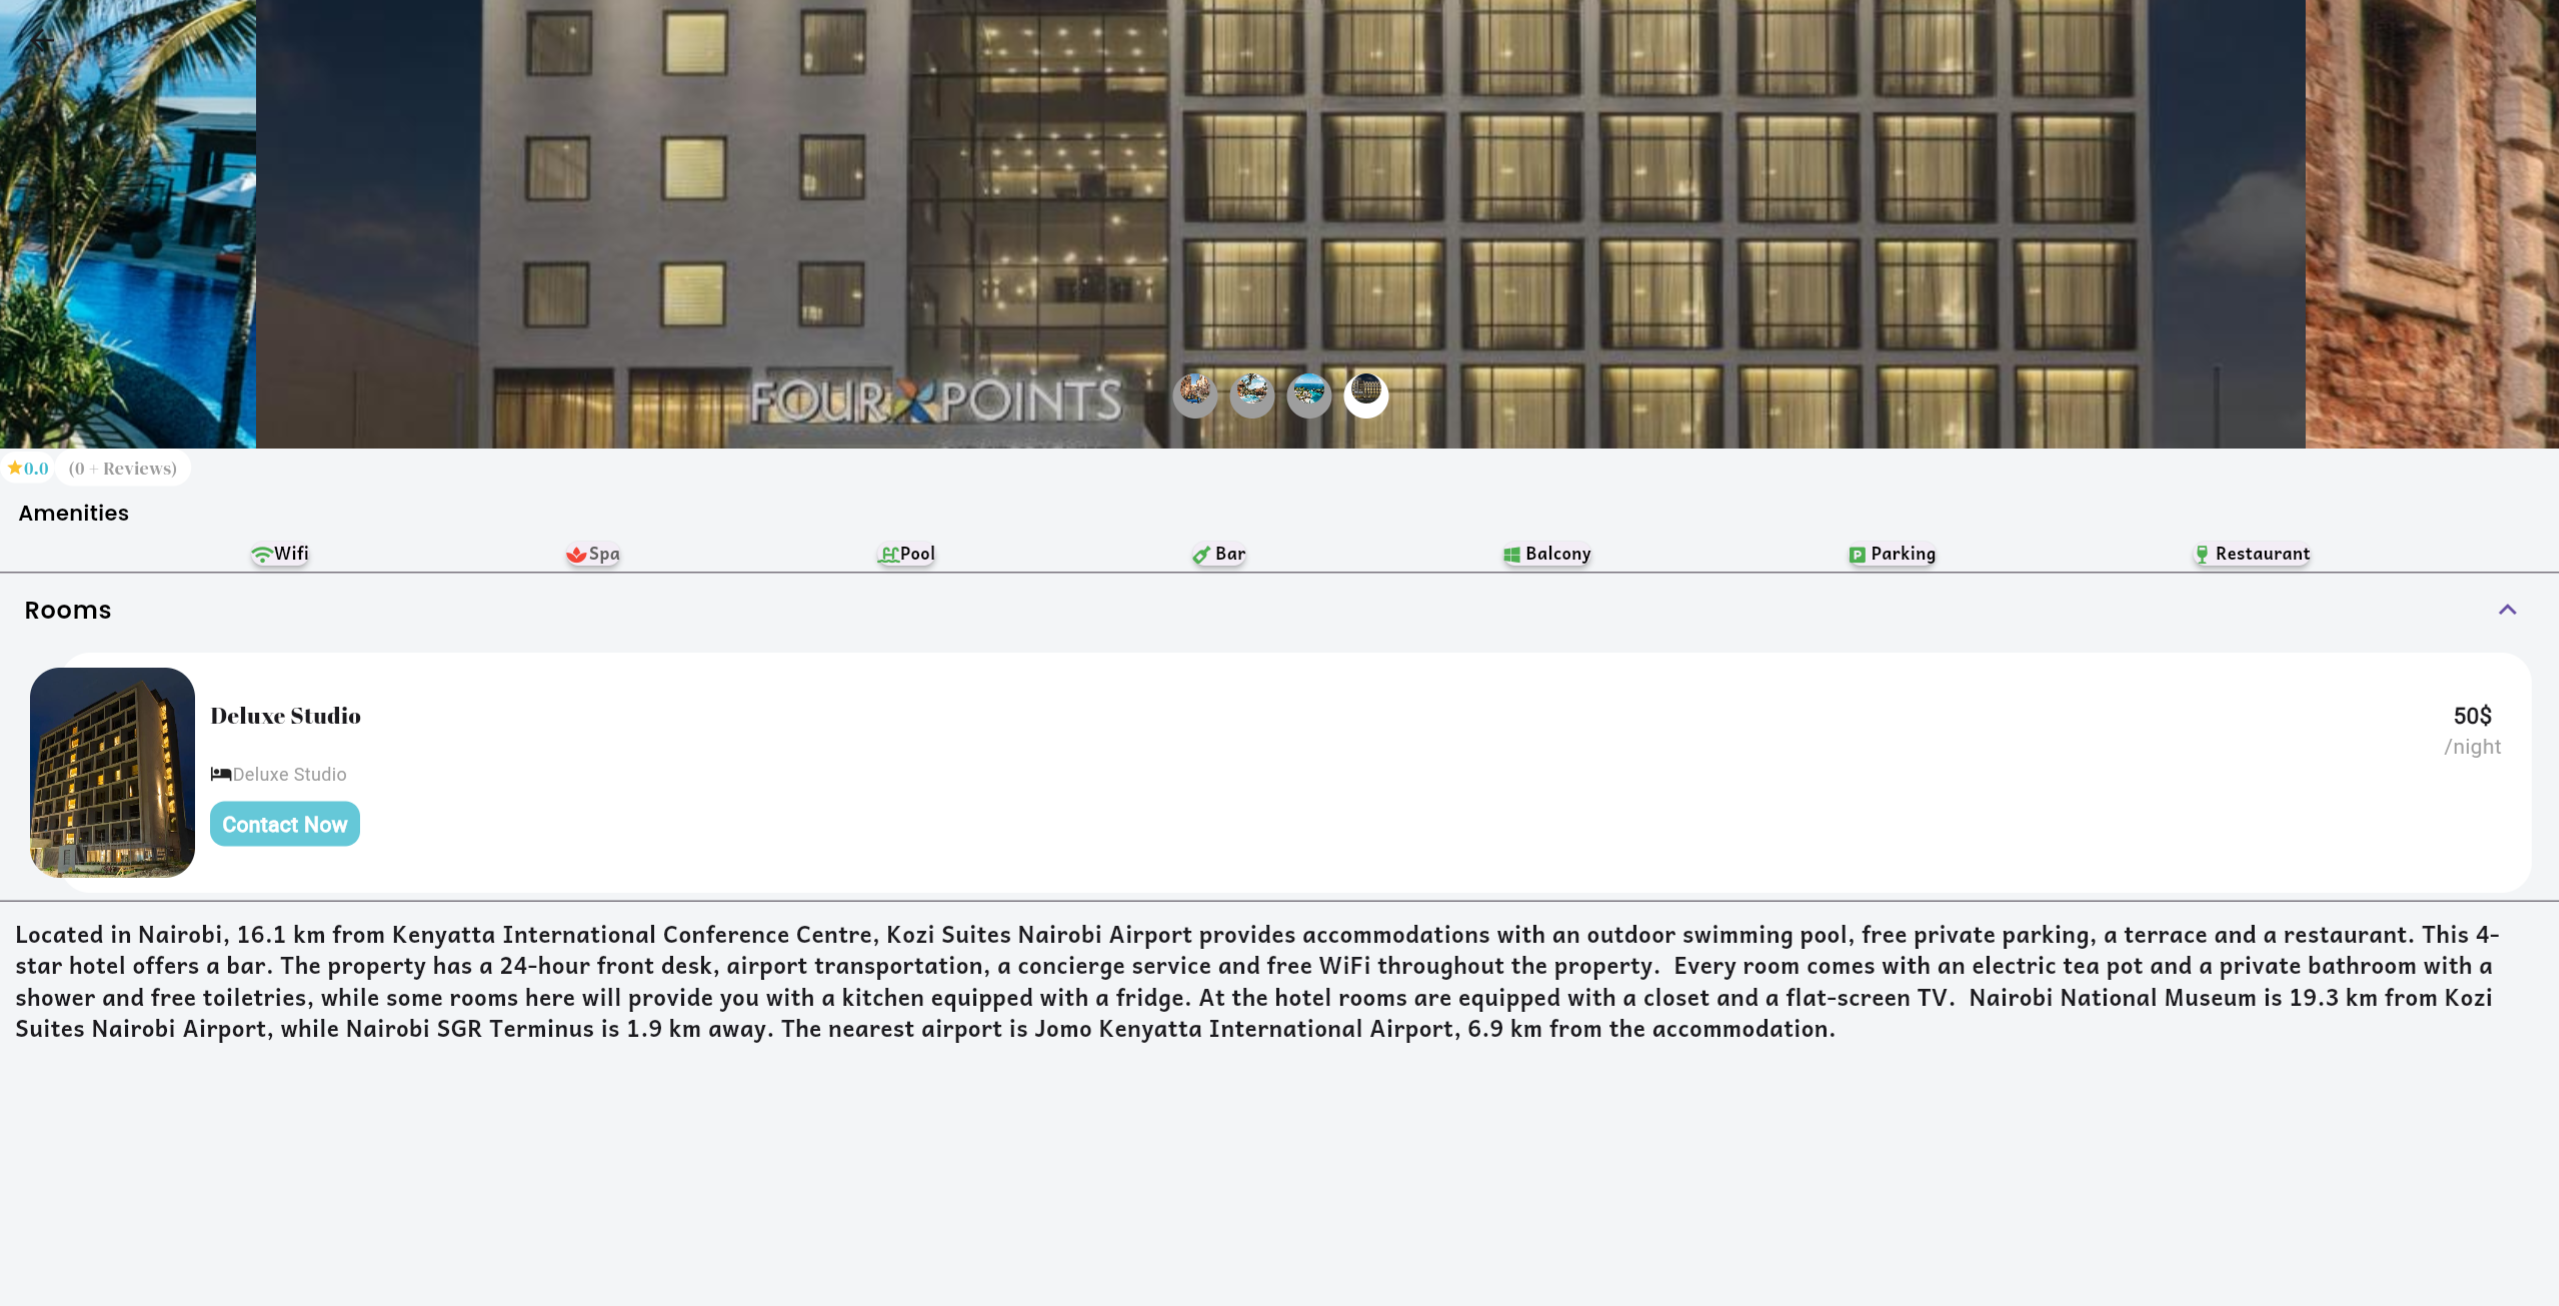 FOUR POINTS
0.0 (0 + Reviews)
Amenities
Wifi Spa Pool Bar Balcony Parking Restaurant
Rooms
Deluxe Studio
50$
/night
Deluxe Studio
Contact Now
Located in Nairobi, 16.1 km from Kenyatta International Conference Centre, Kozi Suites Nairobi Airport provides accommodations with an outdoor swimming pool, free private parking, a terrace and a restaurant. This 4-
star hotel offers a bar. The property has a 24-hour front desk, airport transportation, a concierge service and free WiFi throughout the property.  Every room comes with an electric tea pot and a private bathroom with a
shower and free toiletries, while some rooms here will provide you with a kitchen equipped with a fridge. At the hotel rooms are equipped with a closet and a flat-screen TV.  Nairobi National Museum is 19.3 km from Kozi
Suites Nairobi Airport, while Nairobi SGR Terminus is 1.9 km away. The nearest airport is Jomo Kenyatta International Airport, 6.9 km from the accommodation.